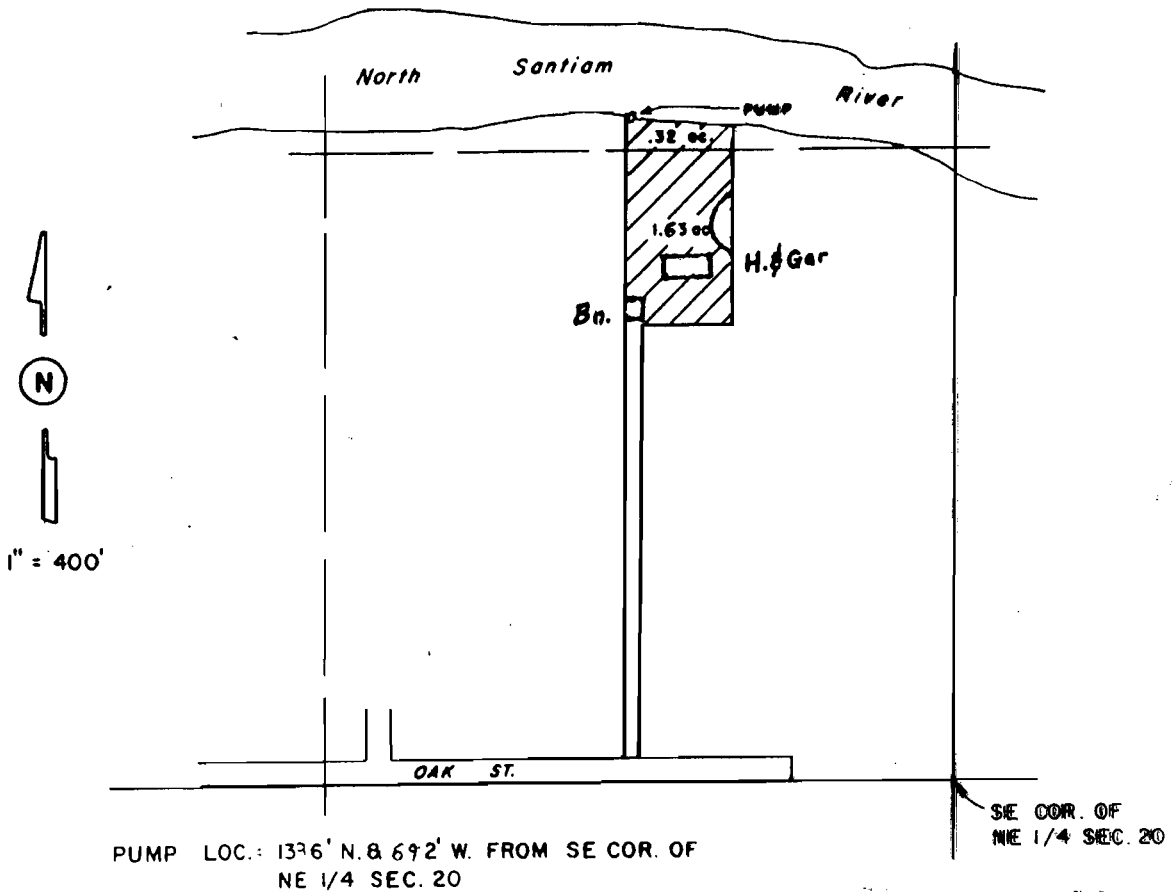 North Santiam River
PUMP
.32 ac.
1.63 ac
H. & Gar
Bn.
N
1" = 400'
OAK ST.
SE COR. OF
NE 1/4 SEC. 20
PUMP LOC.: 1396' N. & 692' W. FROM SE COR. OF
NE 1/4 SEC. 20